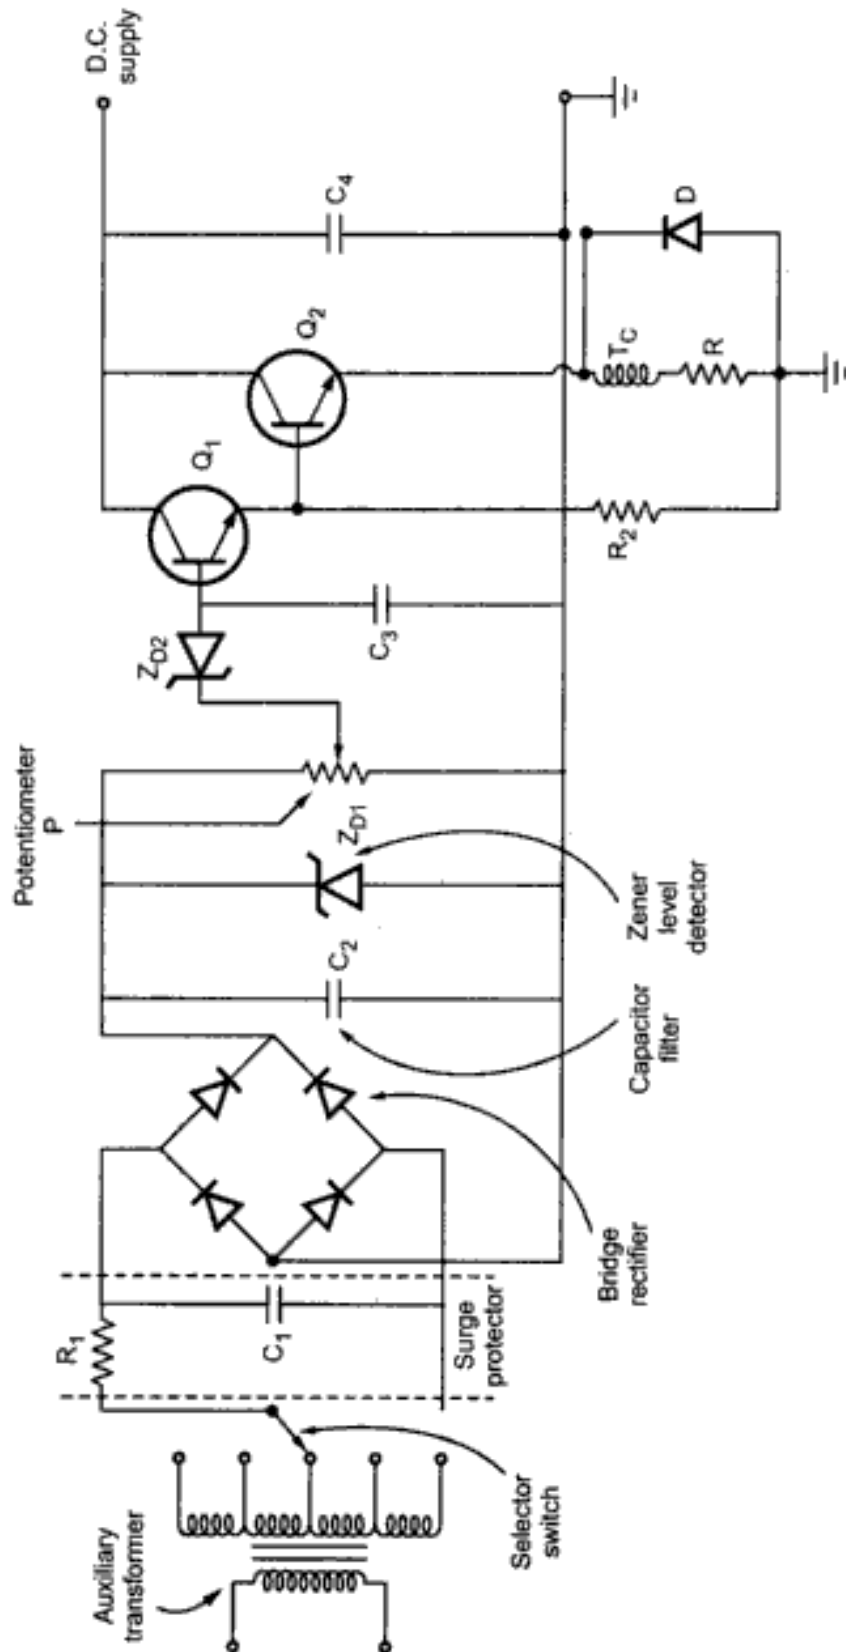 Auxiliary
transformer
Selector
switch
R1
C1
Surge
protector
Bridge
rectifier
C2
Capacitor
filter
ZD1
Zener
level
detector
Potentiometer
P
ZD2
C3
Q1
Q2
R2
TC
R
D
C4
D.C.
supply